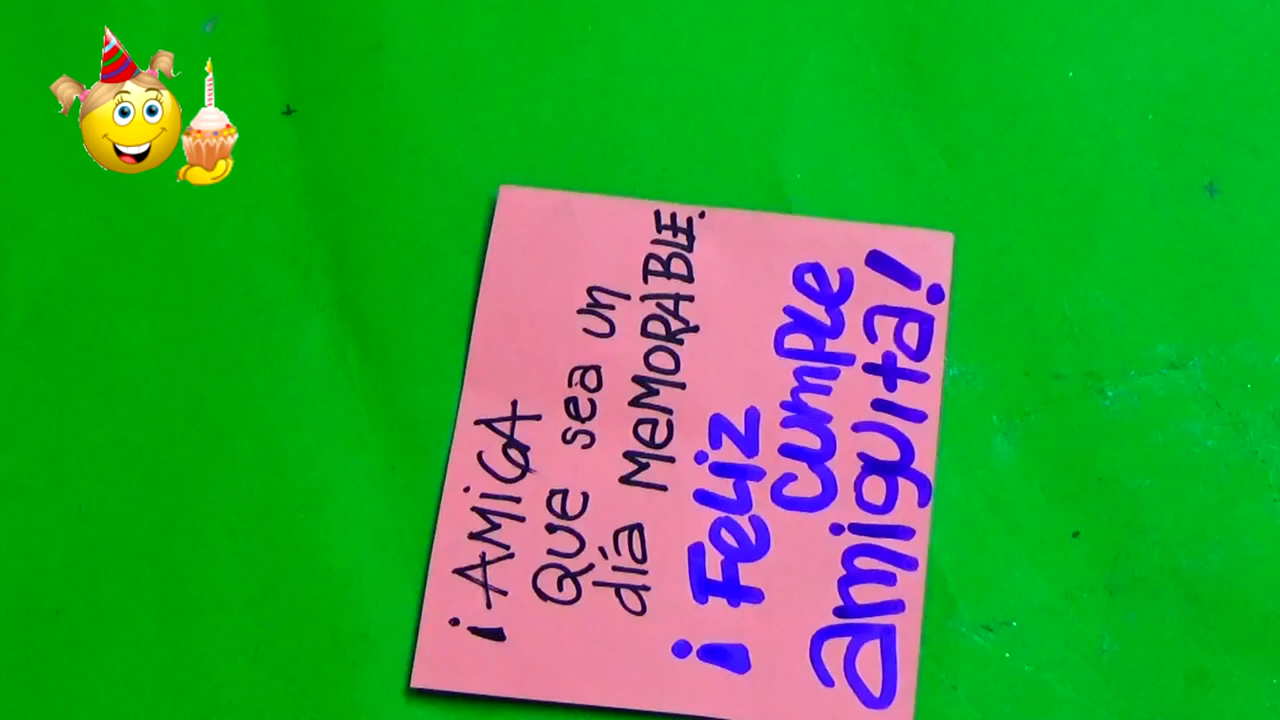 ¡AMiGA
QUE sea un
día MeMORABLE.
¡Feliz
cumple
amiguita!